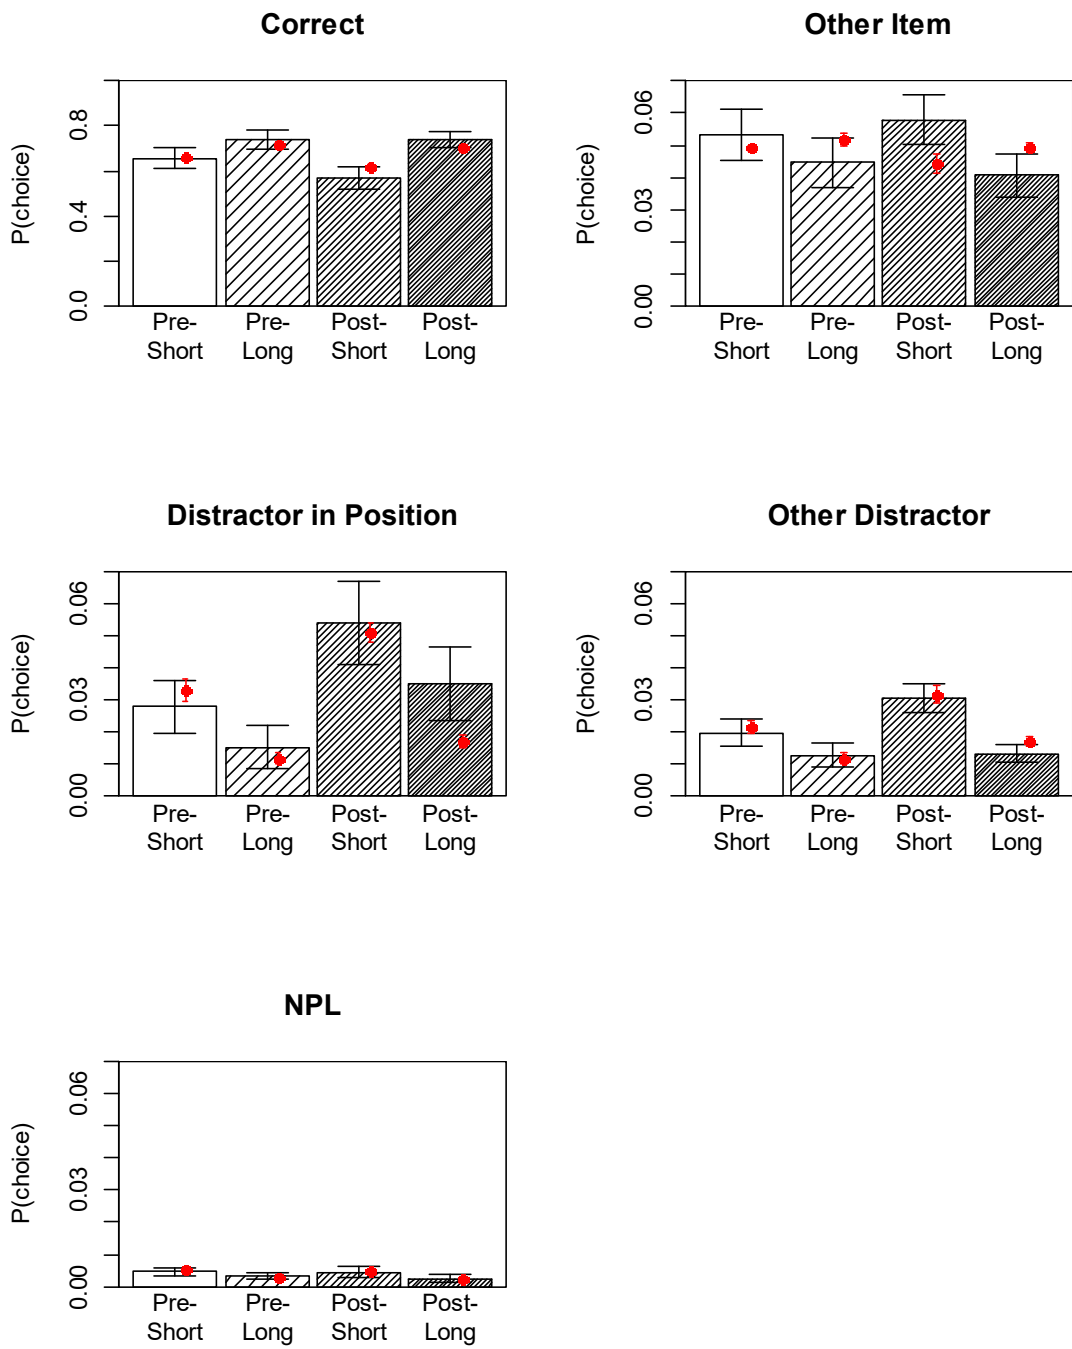 Correct
P(choice)
0.8
0.4
0.0
Pre-
Short
Pre-
Long
Post-
Short
Post-
Long
Other Item
P(choice)
0.06
0.03
0.00
Pre-
Short
Pre-
Long
Post-
Short
Post-
Long
Distractor in Position
P(choice)
0.06
0.03
0.00
Pre-
Short
Pre-
Long
Post-
Short
Post-
Long
Other Distractor
P(choice)
0.06
0.03
0.00
Pre-
Short
Pre-
Long
Post-
Short
Post-
Long
NPL
P(choice)
0.06
0.03
0.00
Pre-
Short
Pre-
Long
Post-
Short
Post-
Long